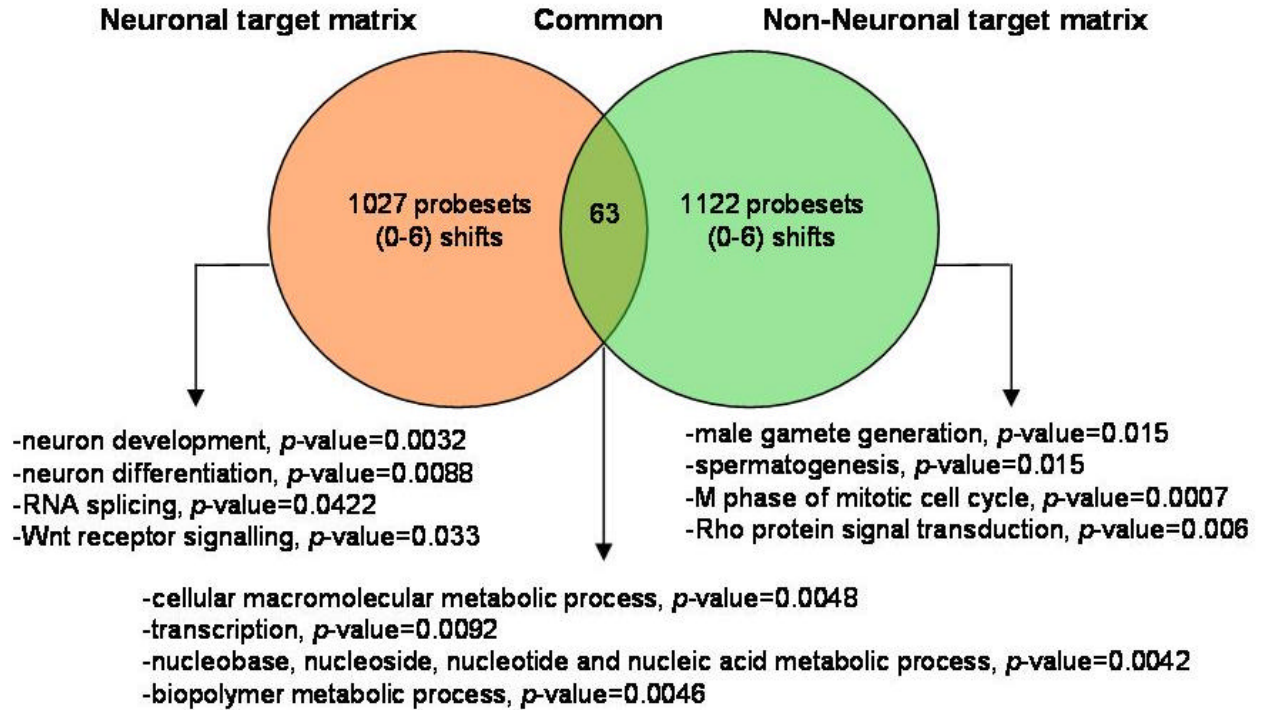 Neuronal target matrix
Common
Non-Neuronal target matrix
1027 probesets
(0-6) shifts
63
1122 probesets
(0-6) shifts
-neuron development, p-value=0.0032
-neuron differentiation, p-value=0.0088
-RNA splicing, p-value=0.0422
-Wnt receptor signalling, p-value=0.033
-male gamete generation, p-value=0.015
-spermatogenesis, p-value=0.015
-M phase of mitotic cell cycle, p-value=0.0007
-Rho protein signal transduction, p-value=0.006
-cellular macromolecular metabolic process, p-value=0.0048
-transcription, p-value=0.0092
-nucleobase, nucleoside, nucleotide and nucleic acid metabolic process, p-value=0.0042
-biopolymer metabolic process, p-value=0.0046